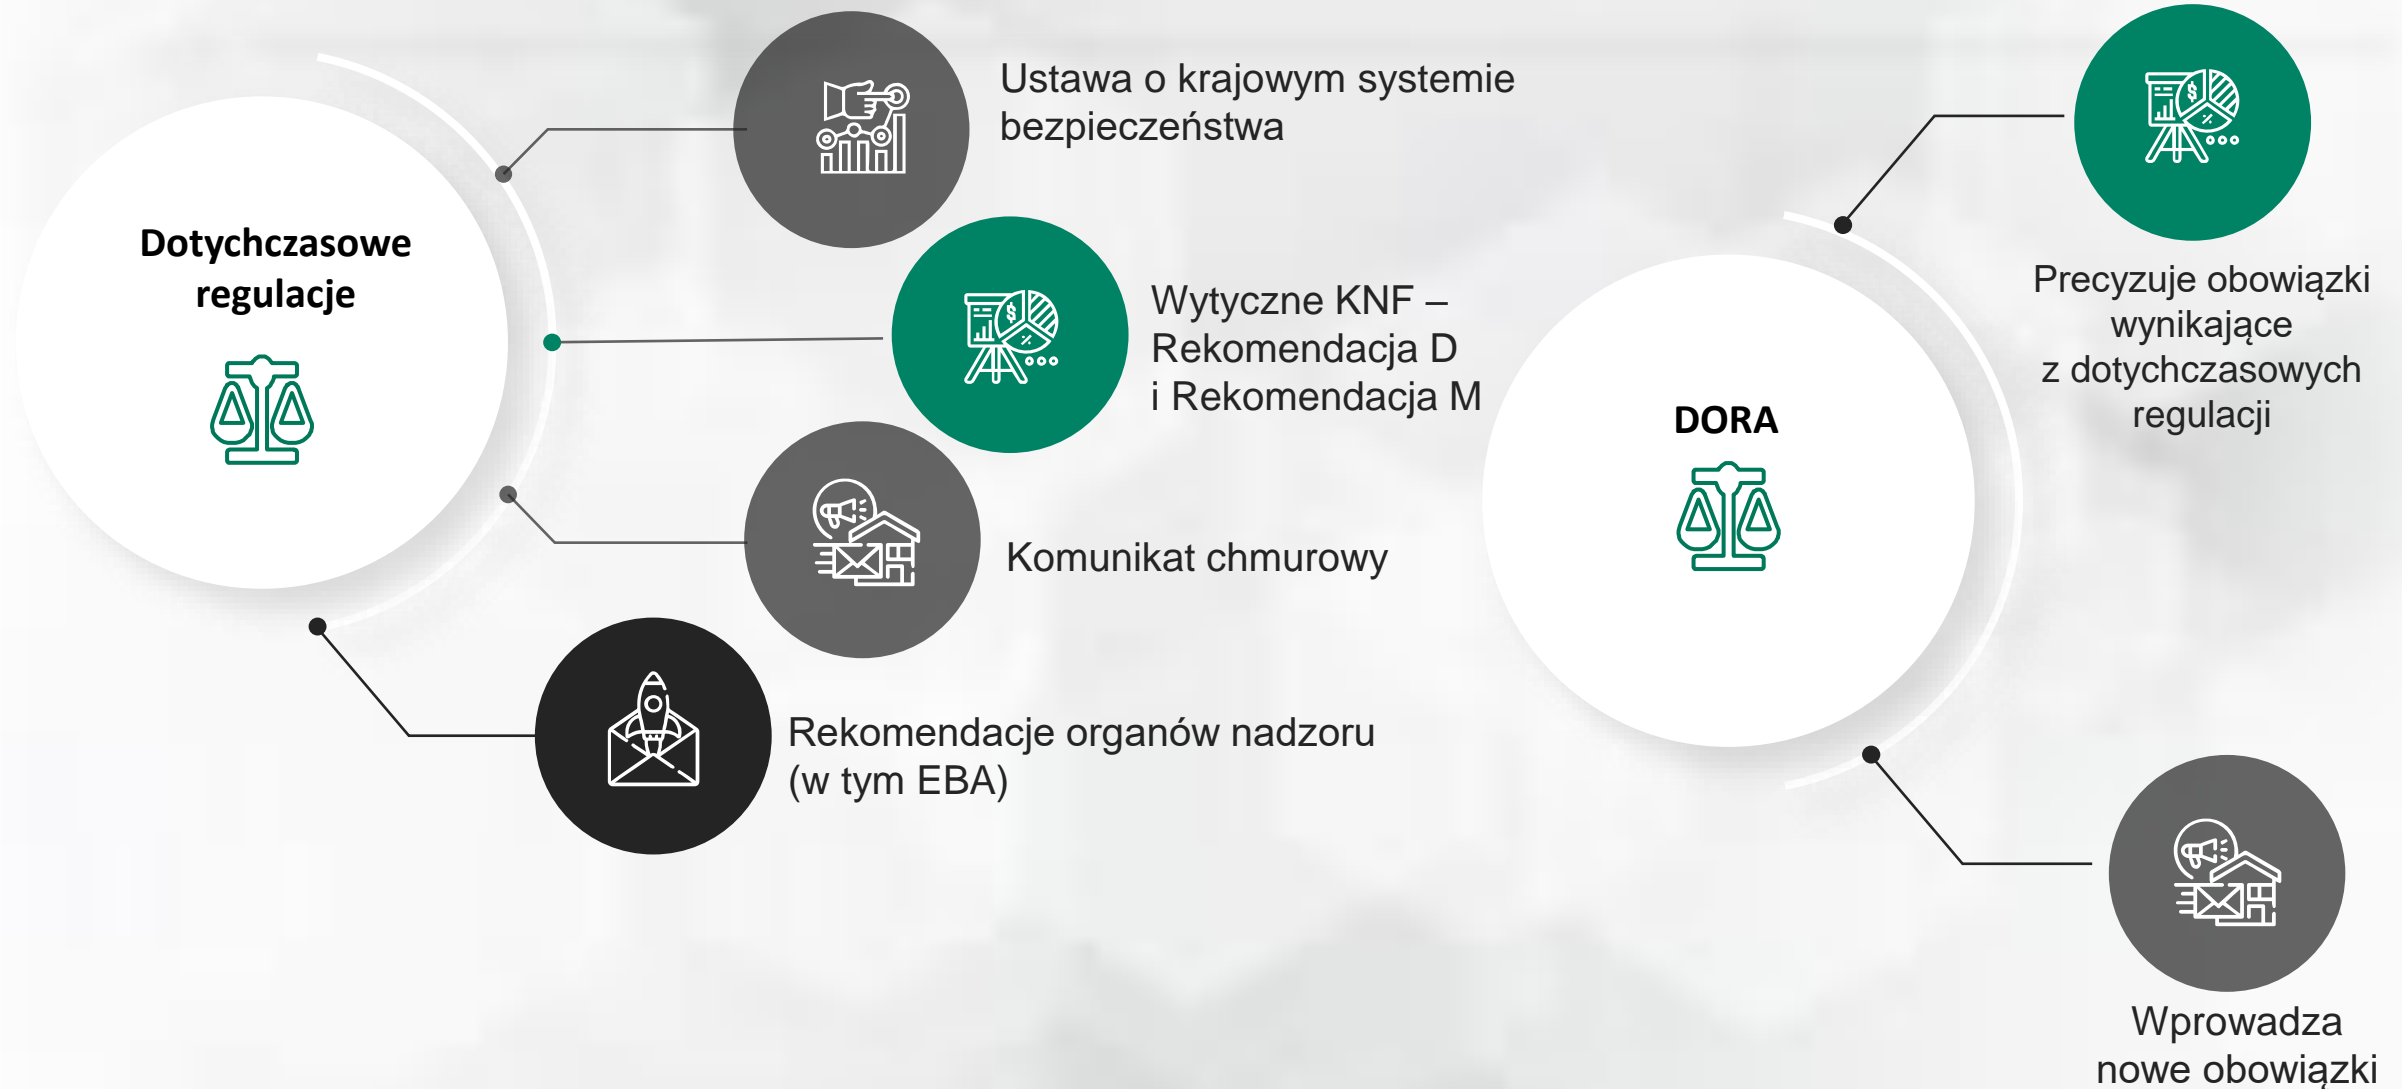 Dotychczasowe
regulacje
Ustawa o krajowym systemie
bezpieczeństwa
Wytyczne KNF –
Rekomendacja D
i Rekomendacja M
Komunikat chmurowy
Rekomendacje organów nadzoru
(w tym EBA)
DORA
Precyzuje obowiązki
wynikające
z dotychczasowych
regulacji
Wprowadza
nowe obowiązki